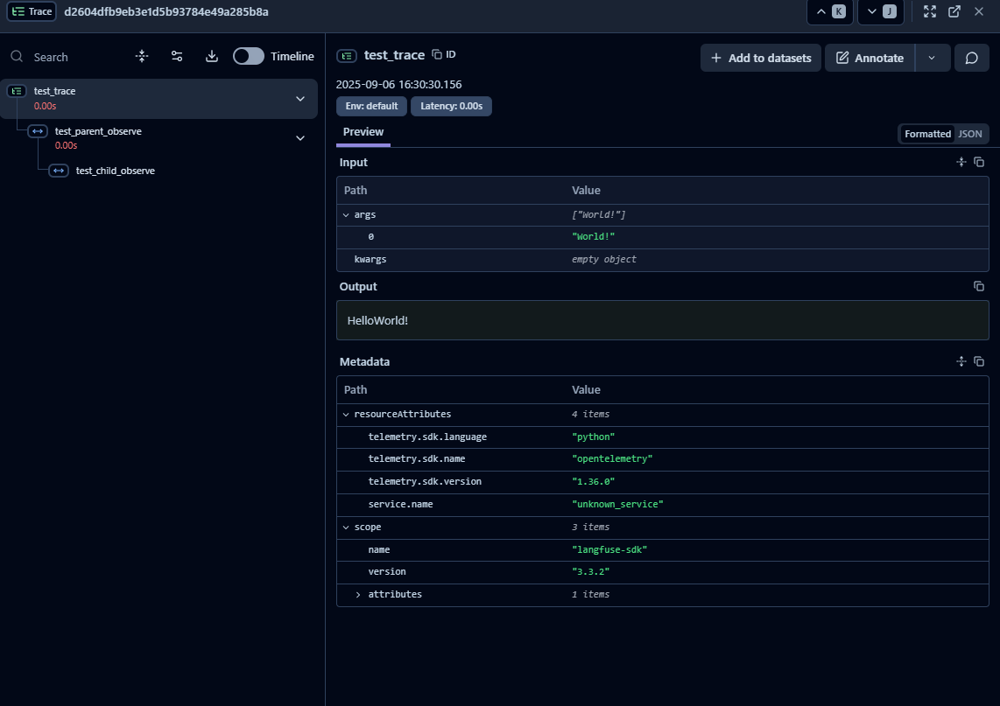 Trace d2604dfb9eb3e1d5b93784e49a285b8a K J
Search Timeline
test_trace
0.00s
test_parent_observe
0.00s
test_child_observe
test_trace ID
Add to datasets Annotate
2025-09-06 16:30:30.156
Env: default Latency: 0.00s
Preview
Formatted JSON
Input
Path Value
args ["World!"]
0 "World!"
kwargs empty object
Output
HelloWorld!
Metadata
Path Value
resourceAttributes 4 items
telemetry.sdk.language "python"
telemetry.sdk.name "opentelemetry"
telemetry.sdk.version "1.36.0"
service.name "unknown_service"
scope 3 items
name "langfuse-sdk"
version "3.3.2"
attributes 1 items